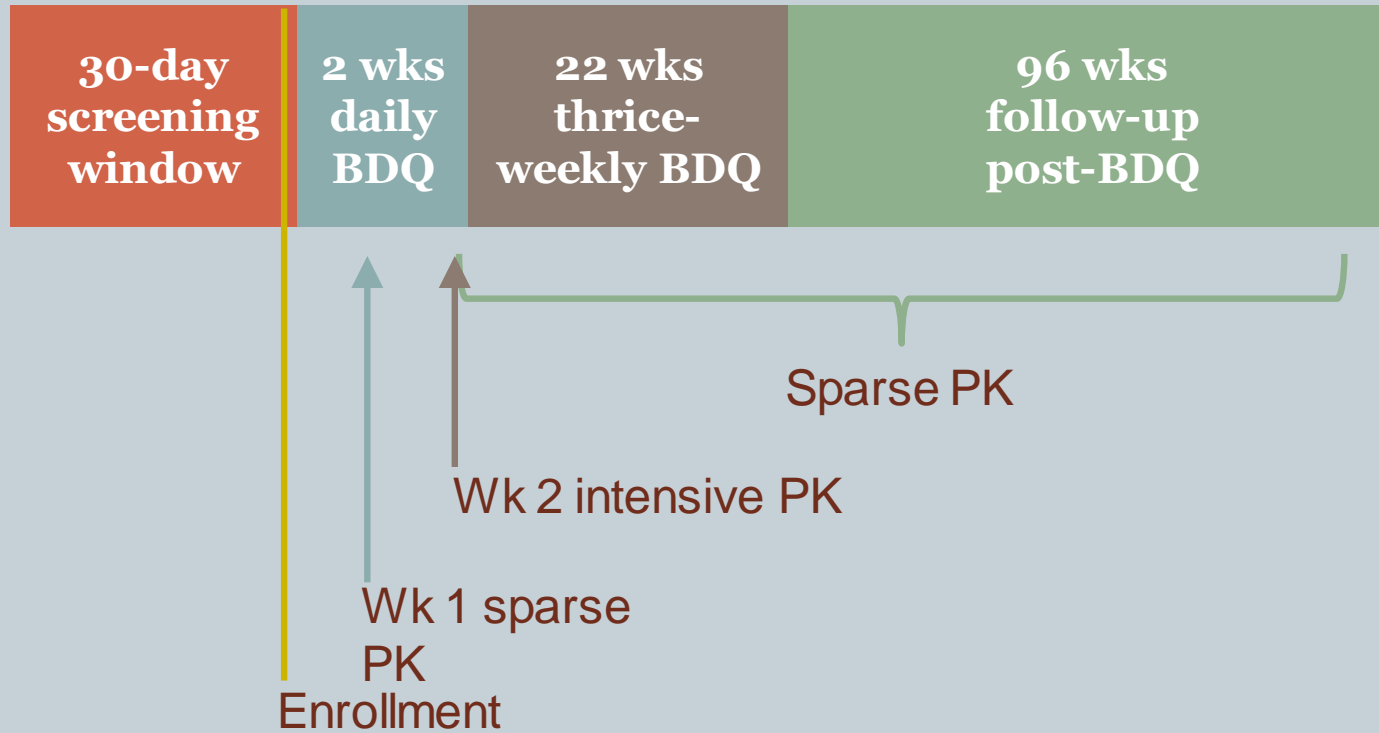 30-day
screening
window
2 wks
daily
BDQ
22 wks
thrice-
weekly BDQ
96 wks
follow-up
post-BDQ
Sparse PK
Wk 2 intensive PK
Wk 1 sparse
PK
Enrollment